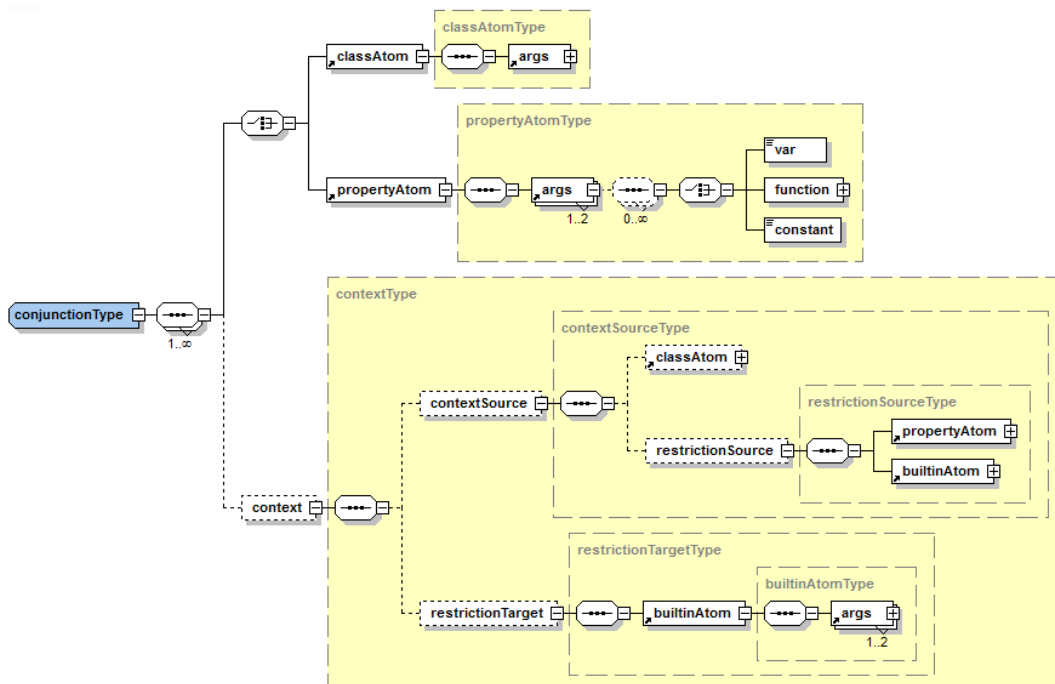 classAtomType
classAtom
args
propertyAtomType
var
propertyAtom
args
function
1..2
0..∞
constant
contextType
conjunctionType
contextSourceType
1..∞
classAtom
restrictionSourceType
contextSource
propertyAtom
restrictionSource
builtinAtom
context
restrictionTargetType
builtinAtomType
restrictionTarget
builtinAtom
args
1..2